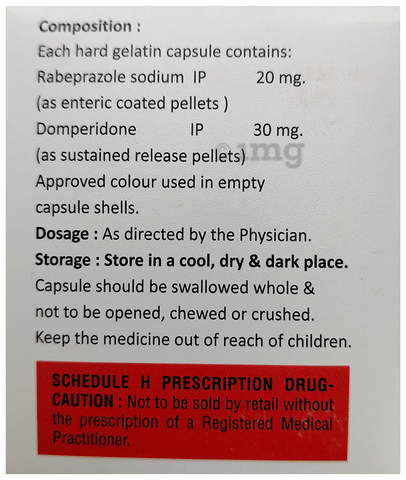 Composition :
Each hard gelatin capsule contains:
Rabeprazole sodium IP 20 mg.
(as enteric coated pellets )
Domperidone IP 30 mg.
(as sustained release pellets)
1mg
Approved colour used in empty
capsule shells.
Dosage : As directed by the Physician.
Storage : Store in a cool, dry & dark place.
Capsule should be swallowed whole &
not to be opened, chewed or crushed.
Keep the medicine out of reach of children.
SCHEDULE H PRESCRIPTION DRUG-
CAUTION : Not to be sold by retail without
the prescription of a Registered Medical
Practitioner.